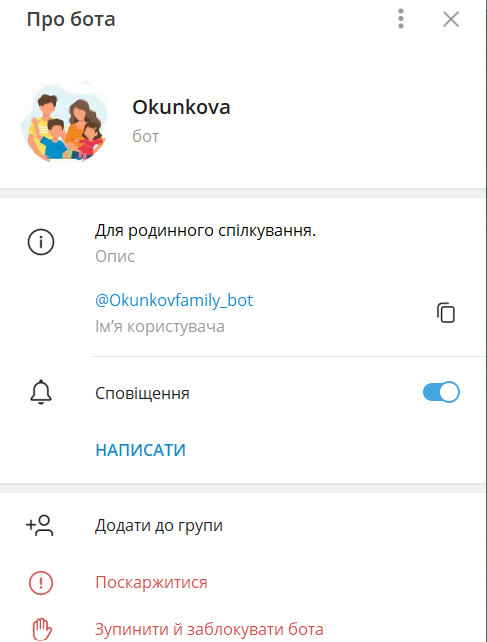 Про бота
Okunkova
бот
Для родинного спілкування.
Опис
@Okunkovfamily_bot
Ім’я користувача
Сповіщення
НАПИСАТИ
Додати до групи
Поскаржитися
Зупинити й заблокувати бота